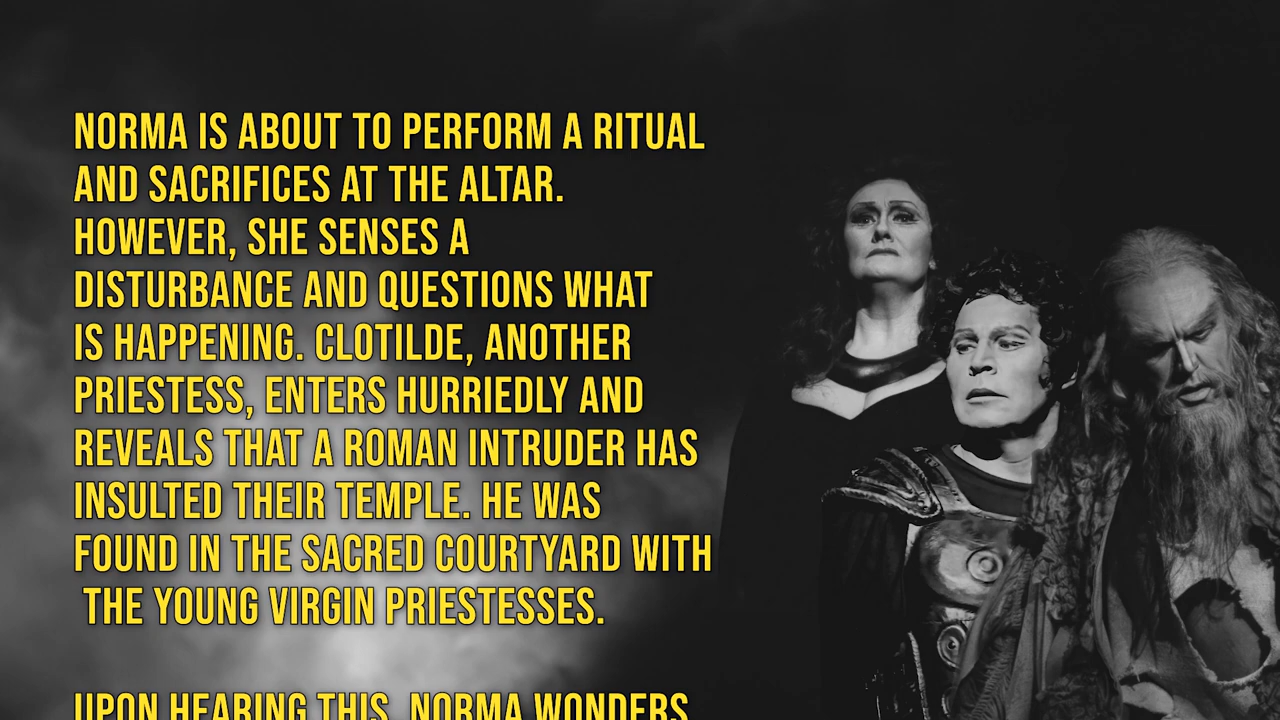 NORMA IS ABOUT TO PERFORM A RITUAL
AND SACRIFICES AT THE ALTAR.
HOWEVER, SHE SENSES A
DISTURBANCE AND QUESTIONS WHAT
IS HAPPENING. CLOTILDE, ANOTHER
PRIESTESS, ENTERS HURRIEDLY AND
REVEALS THAT A ROMAN INTRUDER HAS
INSULTED THEIR TEMPLE. HE WAS
FOUND IN THE SACRED COURTYARD WITH
THE YOUNG VIRGIN PRIESTESSES.
UPON HEARING THIS, NORMA WONDERS